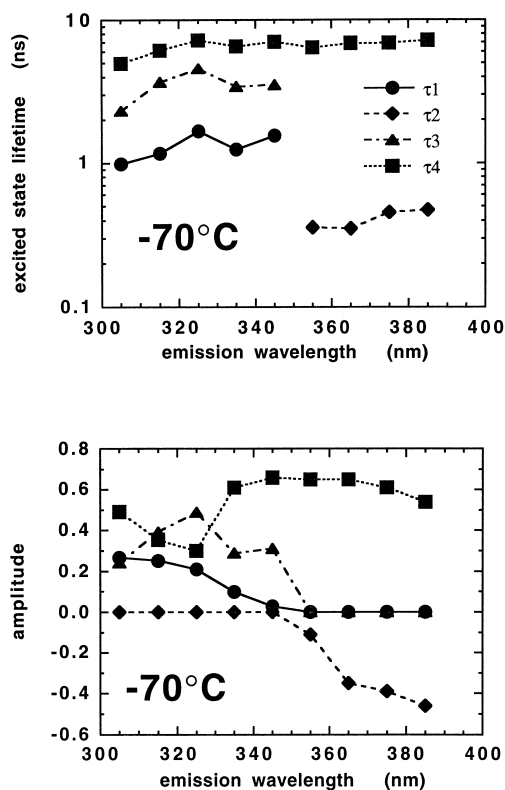 10
1
0.1
excited state lifetime (ns)
τ1
τ2
τ3
τ4
-70°C
300 320 340 360 380 400
emission wavelength (nm)
0.8
0.6
0.4
0.2
0.0
-0.2
-0.4
-0.6
amplitude
-70°C
300 320 340 360 380 400
emission wavelength (nm)